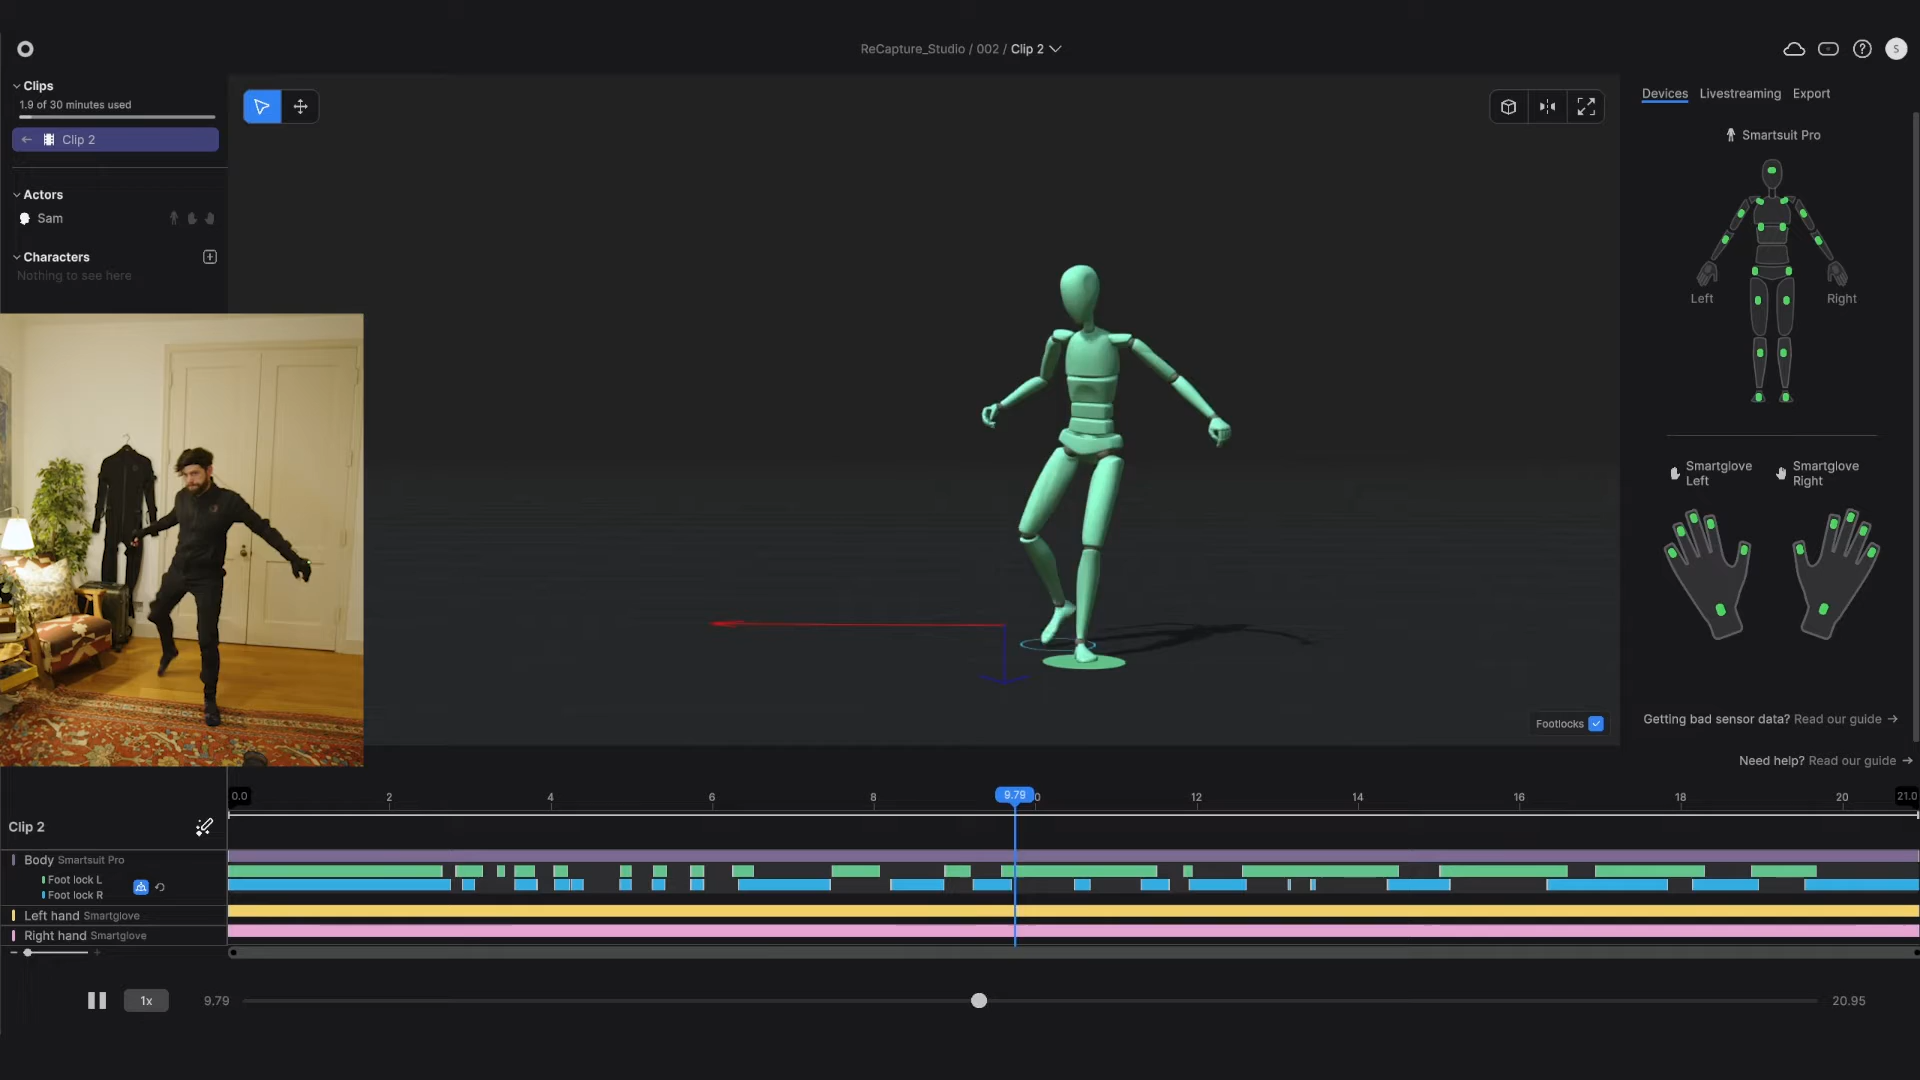 ReCapture_Studio / 002 / Clip 2
S
Clips
1.9 of 30 minutes used
Clip 2
Actors
Sam
Characters
Nothing to see here
Devices Livestreaming Export
Smartsuit Pro
Left Right
Smartglove Left
Smartglove Right
Getting bad sensor data? Read our guide →
Footlocks
Need help? Read our guide →
0.0 2 4 6 8 9.79 0 12 14 16 18 20 21.0
Clip 2
Body Smartsuit Pro
Foot lock L
Foot lock R
Left hand Smartglove
Right hand Smartglove
1x 9.79 20.95